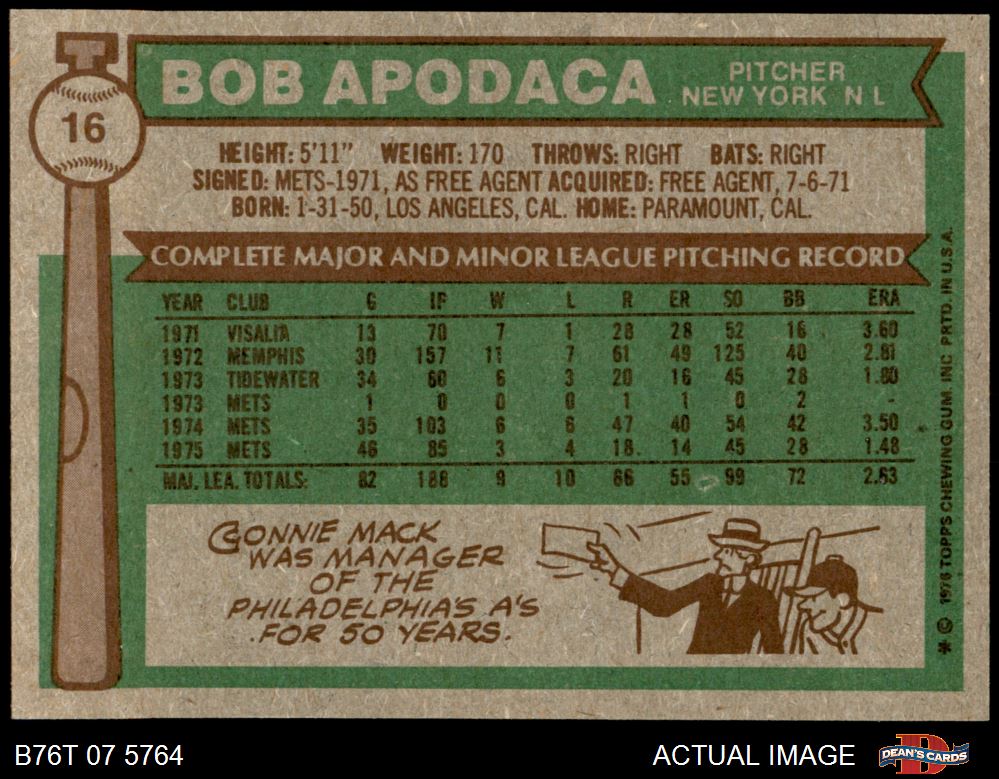 16
BOB APODACA
PITCHER
NEW YORK N L
HEIGHT: 5'11" WEIGHT: 170 THROWS: RIGHT BATS: RIGHT
SIGNED: METS-1971, AS FREE AGENT ACQUIRED: FREE AGENT, 7-6-71
BORN: 1-31-50, LOS ANGELES, CAL. HOME: PARAMOUNT, CAL.
COMPLETE MAJOR AND MINOR LEAGUE PITCHING RECORD
YEAR CLUB G IP W L R ER SO BB ERA
1971 VISALIA 13 70 7 1 28 28 52 16 3.60
1972 MEMPHIS 30 157 11 7 61 49 125 40 2.81
1973 TIDEWATER 34 80 6 3 20 16 45 28 1.80
1973 METS 1 0 0 0 1 1 0 2 -
1974 METS 35 103 6 6 47 40 54 42 3.50
1975 METS 46 85 3 4 18 14 45 28 1.48
MAJ. LEA. TOTALS: 82 188 9 10 66 55 99 72 2.63
CONNIE MACK
WAS MANAGER
OF THE
PHILADELPHIA'S A'S
FOR 50 YEARS.
* © 1976 TOPPS CHEWING GUM, INC. PRTD. IN U.S.A.
B76T 07 5764
ACTUAL IMAGE
DEAN'S CARDS